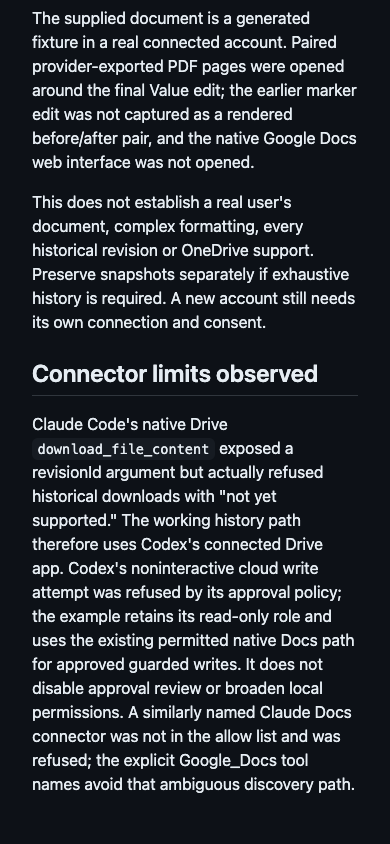 The supplied document is a generated
fixture in a real connected account. Paired
provider-exported PDF pages were opened
around the final Value edit; the earlier marker
edit was not captured as a rendered
before/after pair, and the native Google Docs
web interface was not opened.
This does not establish a real user's
document, complex formatting, every
historical revision or OneDrive support.
Preserve snapshots separately if exhaustive
history is required. A new account still needs
its own connection and consent.
Connector limits observed
Claude Code's native Drive
download_file_content exposed a
revisionId argument but actually refused
historical downloads with "not yet
supported." The working history path
therefore uses Codex's connected Drive
app. Codex's noninteractive cloud write
attempt was refused by its approval policy;
the example retains its read-only role and
uses the existing permitted native Docs path
for approved guarded writes. It does not
disable approval review or broaden local
permissions. A similarly named Claude Docs
connector was not in the allow list and was
refused; the explicit Google_Docs tool
names avoid that ambiguous discovery path.